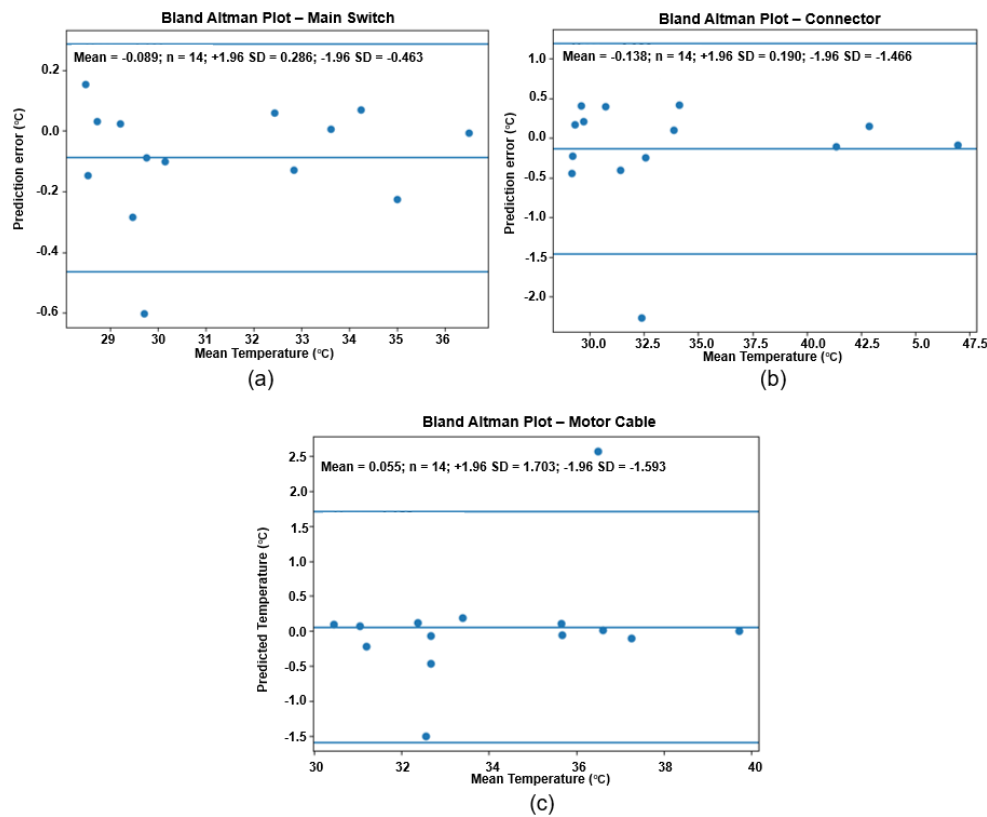 Bland Altman Plot – Main Switch
Mean = -0.089; n = 14; +1.96 SD = 0.286; -1.96 SD = -0.463
Prediction error (°C)
0.2
0.0
-0.2
-0.4
-0.6
29 30 31 32 33 34 35 36
Mean Temperature (°C)
(a)
Bland Altman Plot – Connector
Mean = -0.138; n = 14; +1.96 SD = 0.190; -1.96 SD = -1.466
Prediction error (°C)
1.0
0.5
0.0
-0.5
-1.0
-1.5
-2.0
30.0 32.5 35.0 37.5 40.0 42.5 5.0 47.5
Mean Temperature (°C)
(b)
Bland Altman Plot – Motor Cable
Mean = 0.055; n = 14; +1.96 SD = 1.703; -1.96 SD = -1.593
Predicted Temperature (°C)
2.5
2.0
1.5
1.0
0.5
0.0
-0.5
-1.0
-1.5
30 32 34 36 38 40
Mean Temperature (°C)
(c)